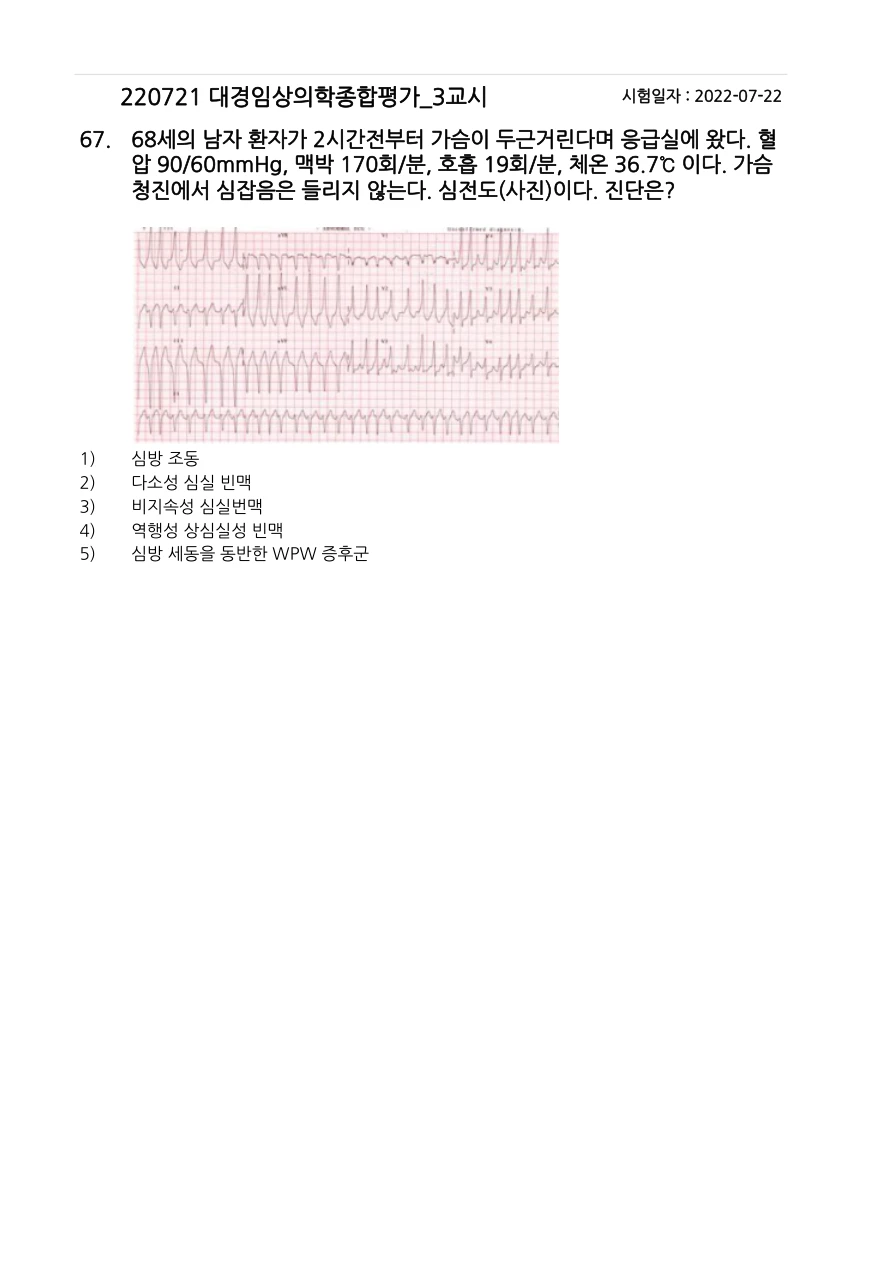 220721 대경임상의학종합평가_3교시
시험일자 : 2022-07-22
67. 68세의 남자 환자가 2시간전부터 가슴이 두근거린다며 응급실에 왔다. 혈
압 90/60mmHg, 맥박 170회/분, 호흡 19회/분, 체온 36.7℃ 이다. 가슴
청진에서 심잡음은 들리지 않는다. 심전도(사진)이다. 진단은?
1) 심방 조동
2) 다소성 심실 빈맥
3) 비지속성 심실번맥
4) 역행성 상심실성 빈맥
5) 심방 세동을 동반한 WPW 증후군